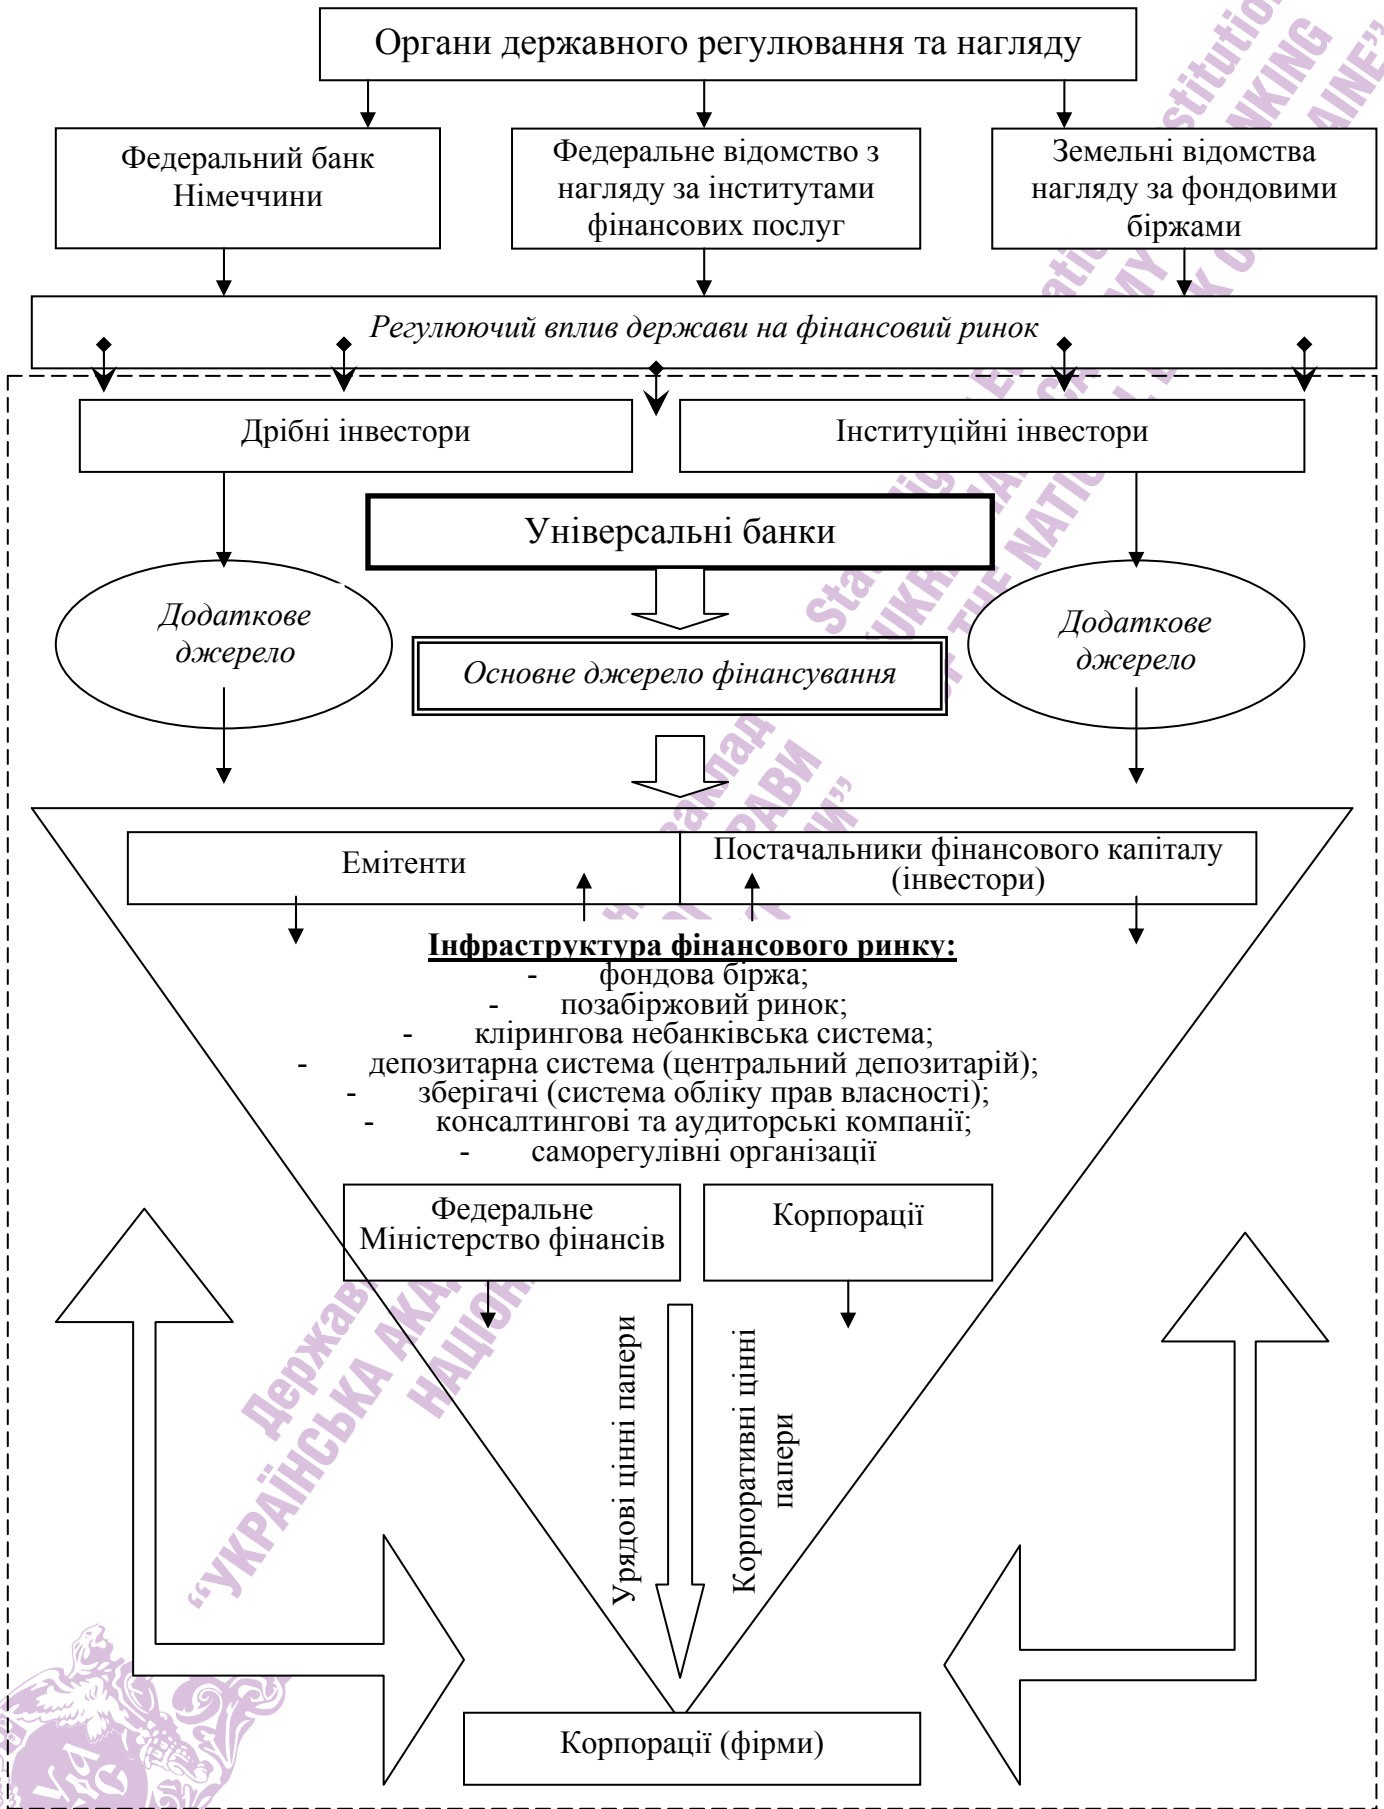 Органи державного регулювання та нагляду
Федеральний банк
Німеччини
Федеральне відомство з
нагляду за інститутами
фінансових послуг
Земельні відомства
нагляду за фондовими
біржами
Регулюючий вплив держави на фінансовий ринок
Дрібні інвестори
Інституційні інвестори
Універсальні банки
Додаткове
джерело
Основне джерело фінансування
Додаткове
джерело
Емітенти
Постачальники фінансового капіталу
(інвестори)
Інфраструктура фінансового ринку:
- фондова біржа;
- позабіржовий ринок;
- клірингова небанківська система;
- депозитарна система (центральний депозитарій);
- зберігачі (система обліку прав власності);
- консалтингові та аудиторські компанії;
- саморегулівні організації
Федеральне
Міністерство фінансів
Корпорації
Урядові цінні папери
Корпоративні цінні
папери
Корпорації (фірми)
"УКРАЇНСЬКА
THE